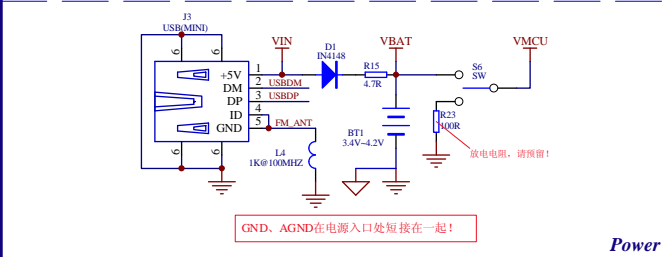 J3
USB(MINI)
6
6
+5V
DM
DP
ID
GND
1
2
3
4
5
6
6
USBDM
USBDP
FM_ANT
VIN
D1
IN4148
R15
4.7R
VBAT
L4
1K@100MHZ
BT1
3.4V~4.2V
S6
SW
VMCU
R23
100R
放电电阻，请预留！
GND、AGND在电源入口处短接在一起！
Power